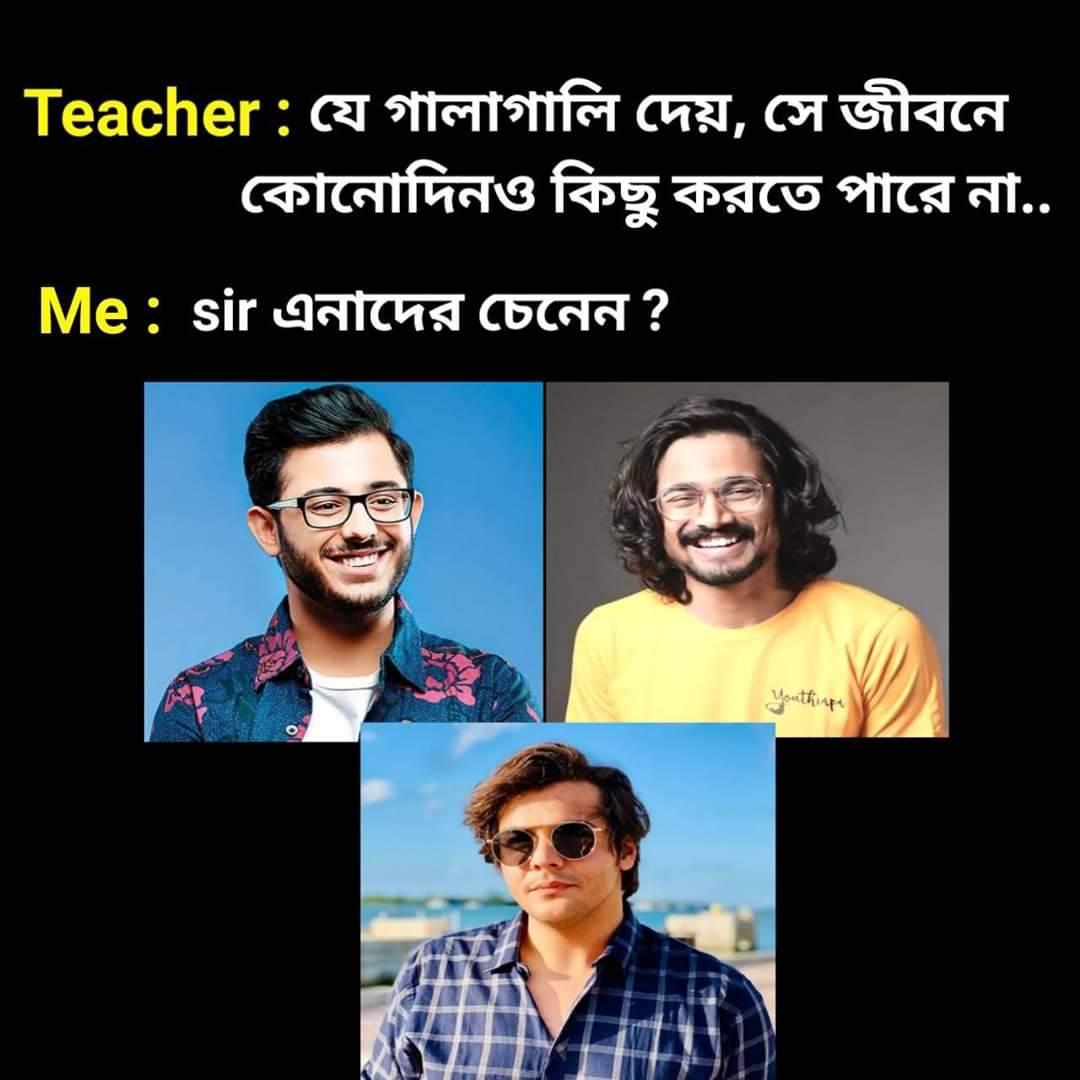 Teacher : যে গালাগালি দেয়, সে জীবনে
কোনোদিনও কিছু করতে পারে না..
Me : sir এনাদের চেনেন ?
Youthiapa